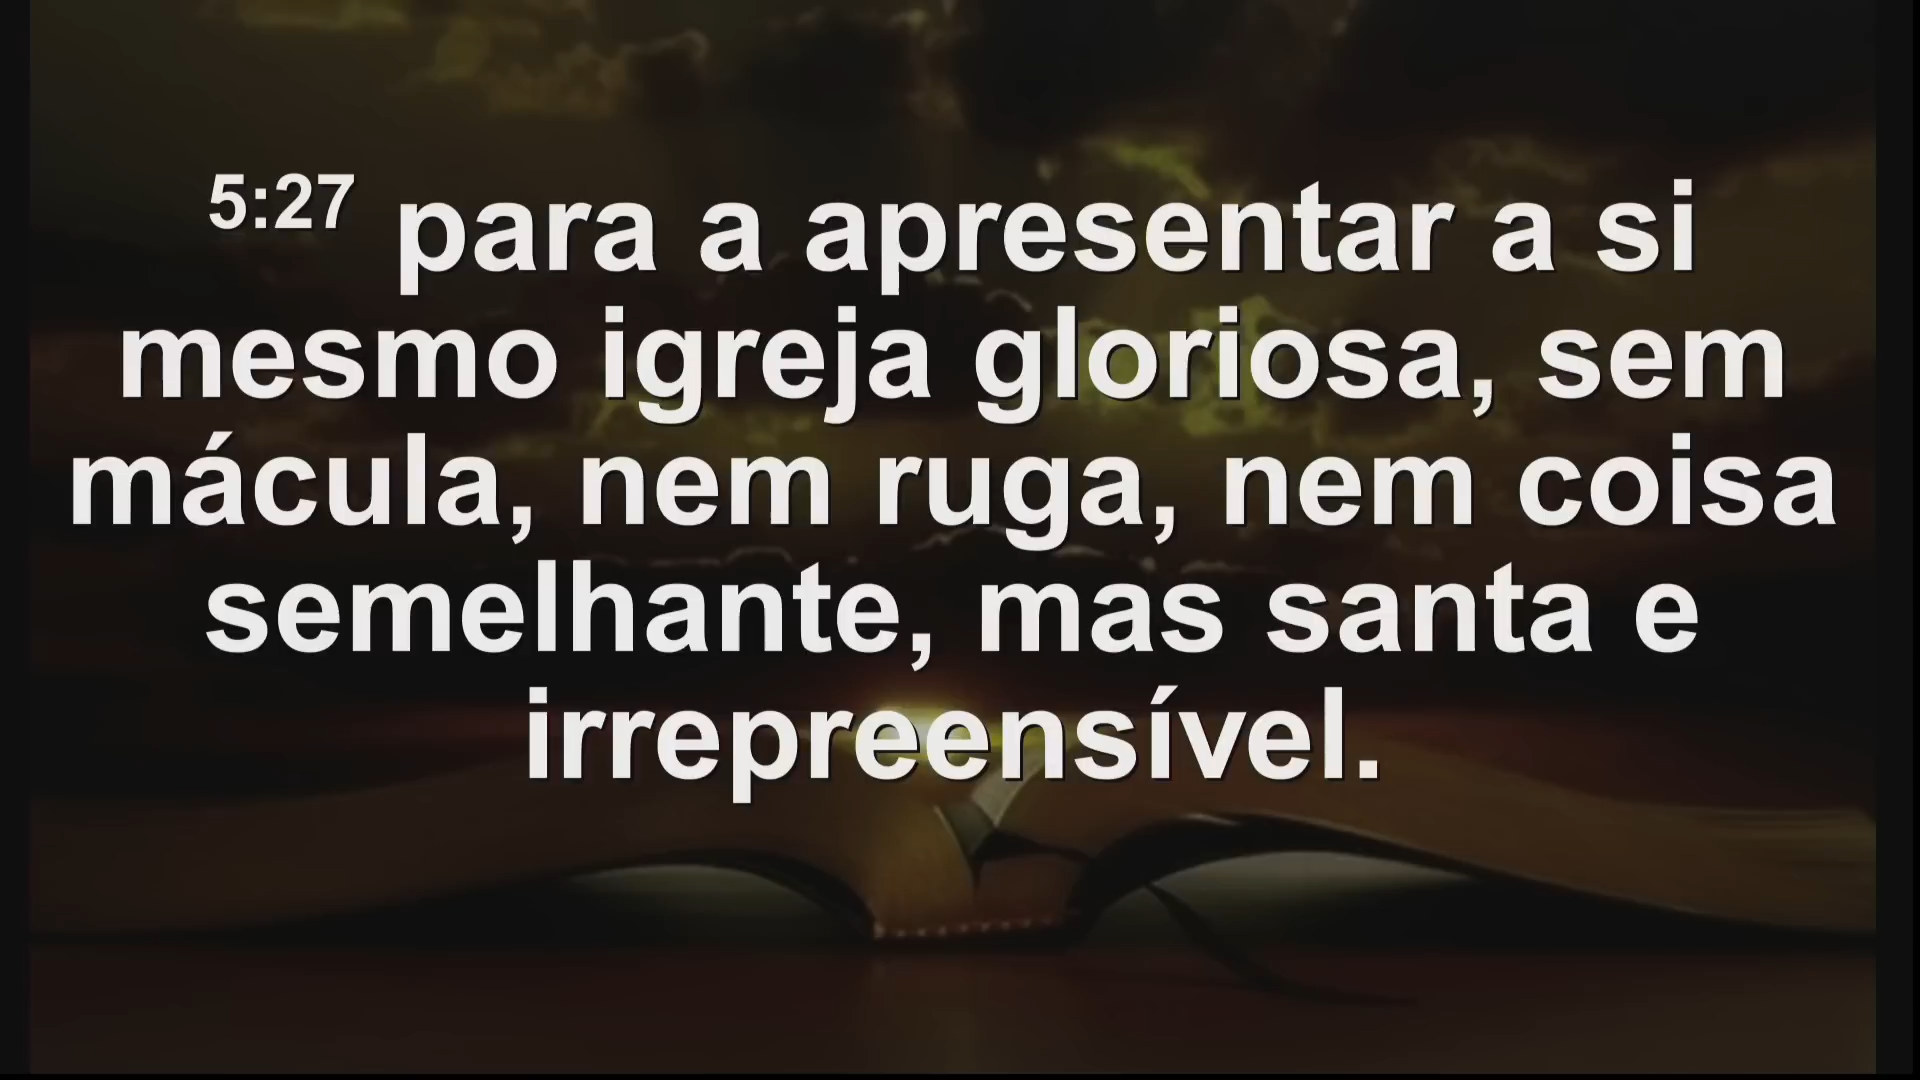 5:27 para a apresentar a si
mesmo igreja gloriosa, sem
mácula, nem ruga, nem coisa
semelhante, mas santa e
irrepreensível.